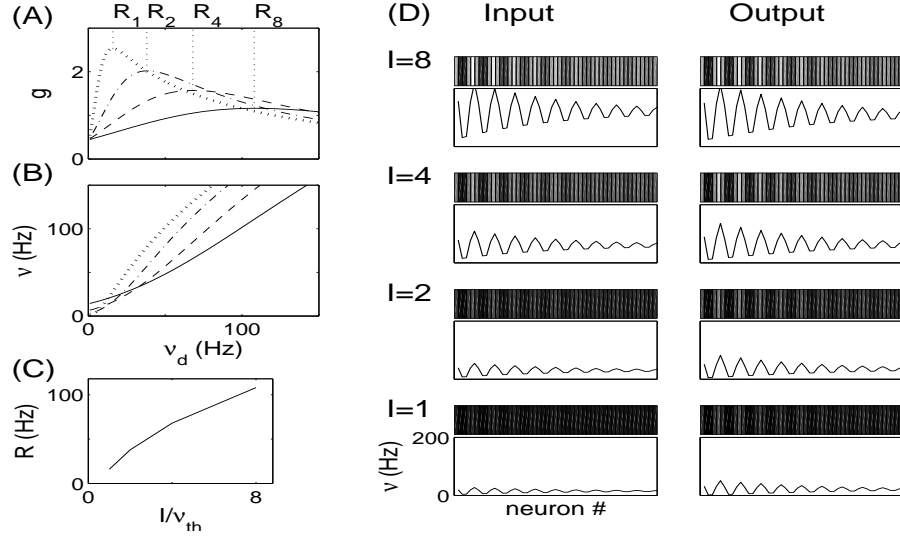 (A)
R1 R2 R4 R8
g
2
0
(B)
ν (Hz)
100
0
0 100
νd (Hz)
(C)
R (Hz)
100
0
0 8
I/νth
(D) Input Output
I=8
I=4
I=2
I=1
200
ν (Hz)
0
neuron #